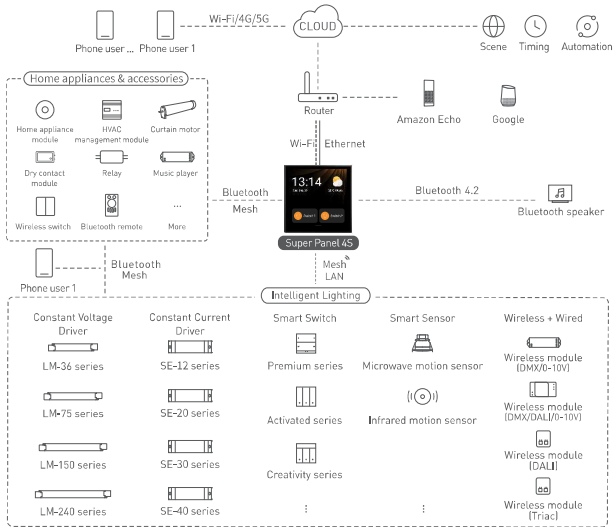 Wi-Fi/4G/5G
CLOUD
Phone user ...
Phone user 1
Scene
Timing
Automation
Home appliances & accessories
Router
Amazon Echo
Google
Home appliance
module
HVAC
management module
Curtain motor
Wi-Fi
Ethernet
Dry contact
module
Relay
Music player
13:14
Bluetooth
Mesh
Bluetooth 4.2
Bluetooth speaker
Wireless switch
Bluetooth remote
...
More
Super Panel 4S
Phone user 1
Bluetooth
Mesh
Mesh
LAN
Intelligent Lighting
Constant Voltage
Driver
Constant Current
Driver
Smart Switch
Smart Sensor
Wireless + Wired
LM-36 series
SE-12 series
Premium series
Microwave motion sensor
Wireless module
(DMX/0-10V)
LM-75 series
SE-20 series
Activated series
Infrared motion sensor
Wireless module
(DMX/DALI/0-10V)
LM-150 series
SE-30 series
Creativity series
Wireless module
(DALI)
LM-240 series
SE-40 series
⋮
⋮
Wireless module
(Triac)